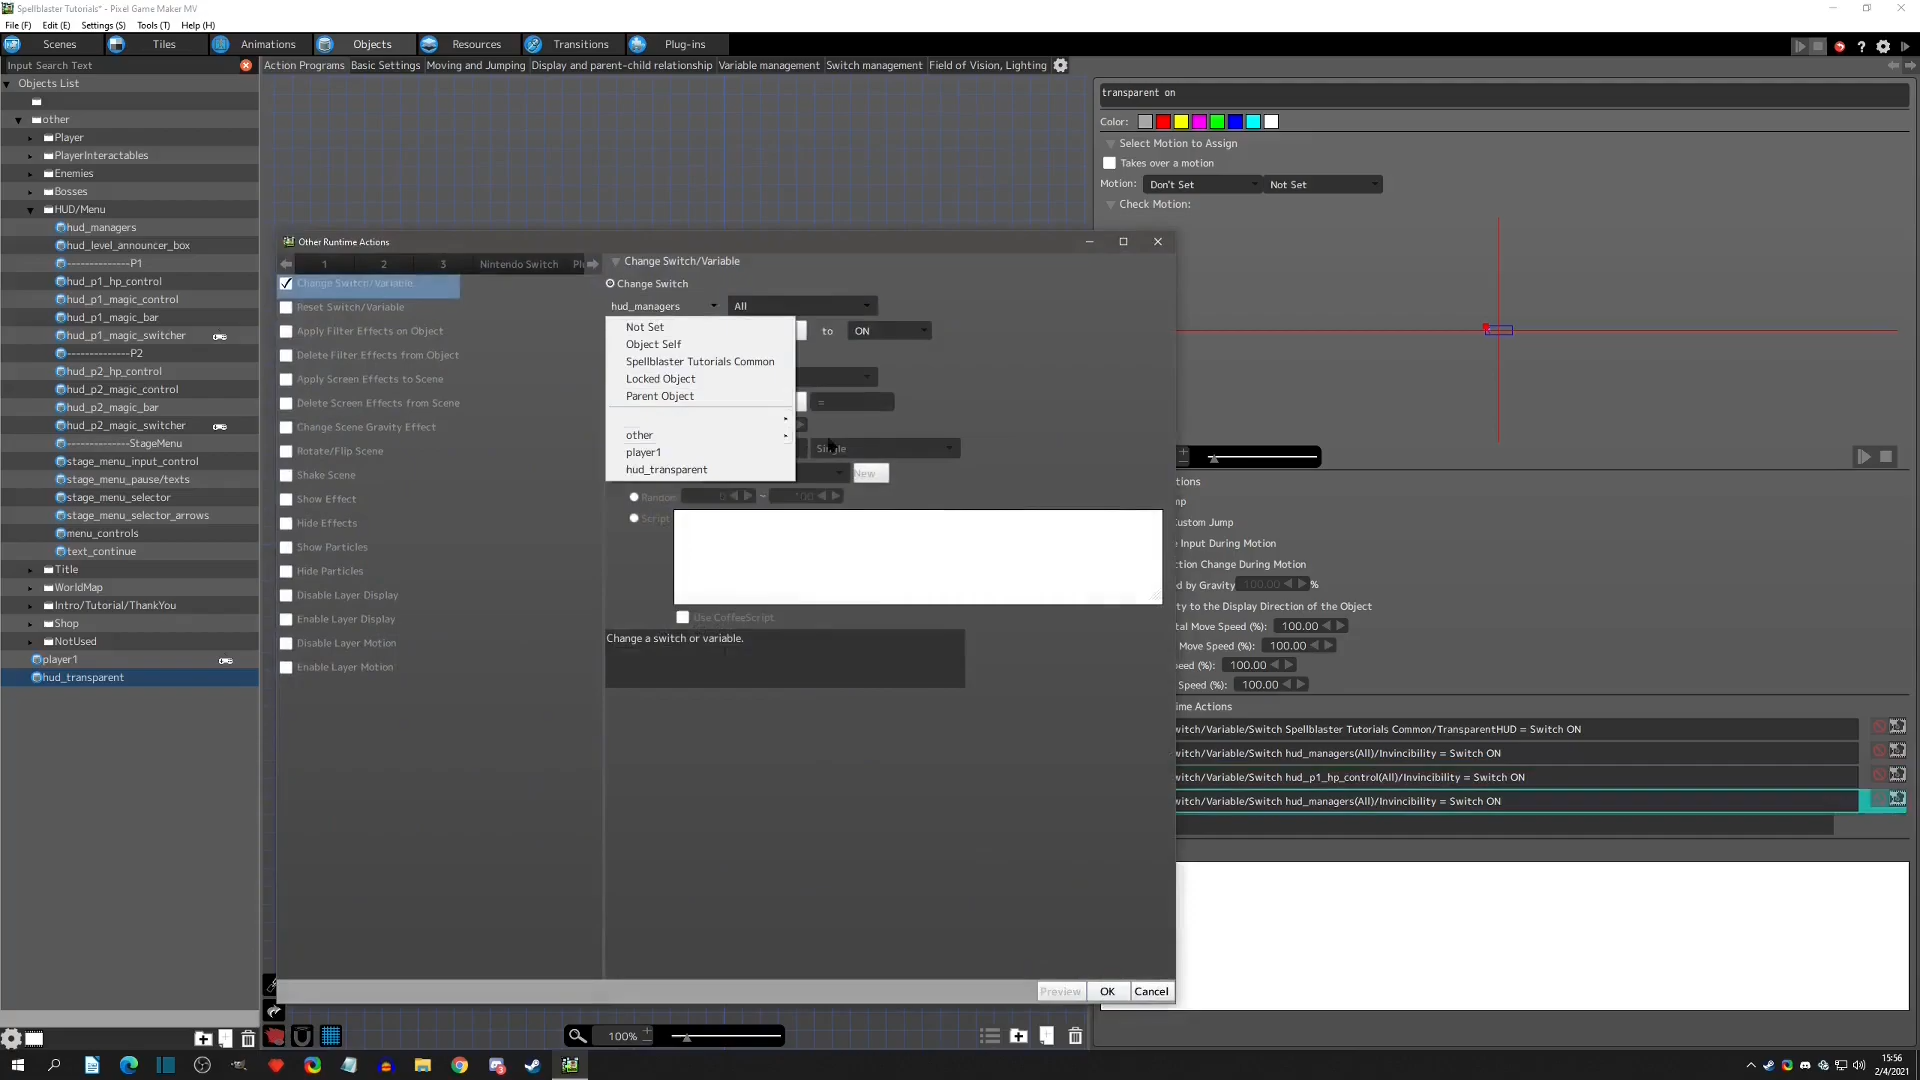 Spellblaster Tutorials* - Pixel Game Maker MV
File (F) Edit (E) Settings (S) Tools (T) Help (H)
Scenes Tiles Animations Objects Resources Transitions Plug-ins
Input Search Text
Action Programs Basic Settings Moving and Jumping Display and parent-child relationship Variable management Switch management Field of Vision, Lighting
Objects List
other
Player
PlayerInteractables
Enemies
Bosses
HUD/Menu
hud_managers
hud_level_announcer_box
--------------P1
hud_p1_hp_control
hud_p1_magic_control
hud_p1_magic_bar
hud_p1_magic_switcher
--------------P2
hud_p2_hp_control
hud_p2_magic_control
hud_p2_magic_bar
hud_p2_magic_switcher
--------------StageMenu
stage_menu_input_control
stage_menu_pause/texts
stage_menu_selector
stage_menu_selector_arrows
menu_controls
text_continue
Title
WorldMap
Intro/Tutorial/ThankYou
Shop
NotUsed
player1
hud_transparent
Other Runtime Actions
1 2 3 Nintendo Switch
Change Switch/Variable
Reset Switch/Variable
Apply Filter Effects on Object
Delete Filter Effects from Object
Apply Screen Effects to Scene
Delete Screen Effects from Scene
Change Scene Gravity Effect
Rotate/Flip Scene
Shake Scene
Show Effect
Hide Effects
Show Particles
Hide Particles
Disable Layer Display
Enable Layer Display
Disable Layer Motion
Enable Layer Motion
Change Switch/Variable
Change Switch
hud_managers All
to ON
Not Set
Object Self
Spellblaster Tutorials Common
Locked Object
Parent Object
other
player1
hud_transparent
=
New
Random 0 ~ 100
Script
Use CoffeeScript
Change a switch or variable.
Preview OK Cancel
transparent on
Color:
Select Motion to Assign
Takes over a motion
Motion: Don't Set Not Set
Check Motion:
tions
mp
ustom Jump
e Input During Motion
ction Change During Motion
ed by Gravity 100.00 %
ty to the Display Direction of the Object
tal Move Speed (%): 100.00
Move Speed (%): 100.00
eed (%): 100.00
Speed (%): 100.00
ime Actions
witch/Variable/Switch Spellblaster Tutorials Common/TransparentHUD = Switch ON
witch/Variable/Switch hud_managers(All)/Invincibility = Switch ON
witch/Variable/Switch hud_p1_hp_control(All)/Invincibility = Switch ON
witch/Variable/Switch hud_managers(All)/Invincibility = Switch ON
100%
15:56
2/4/2021